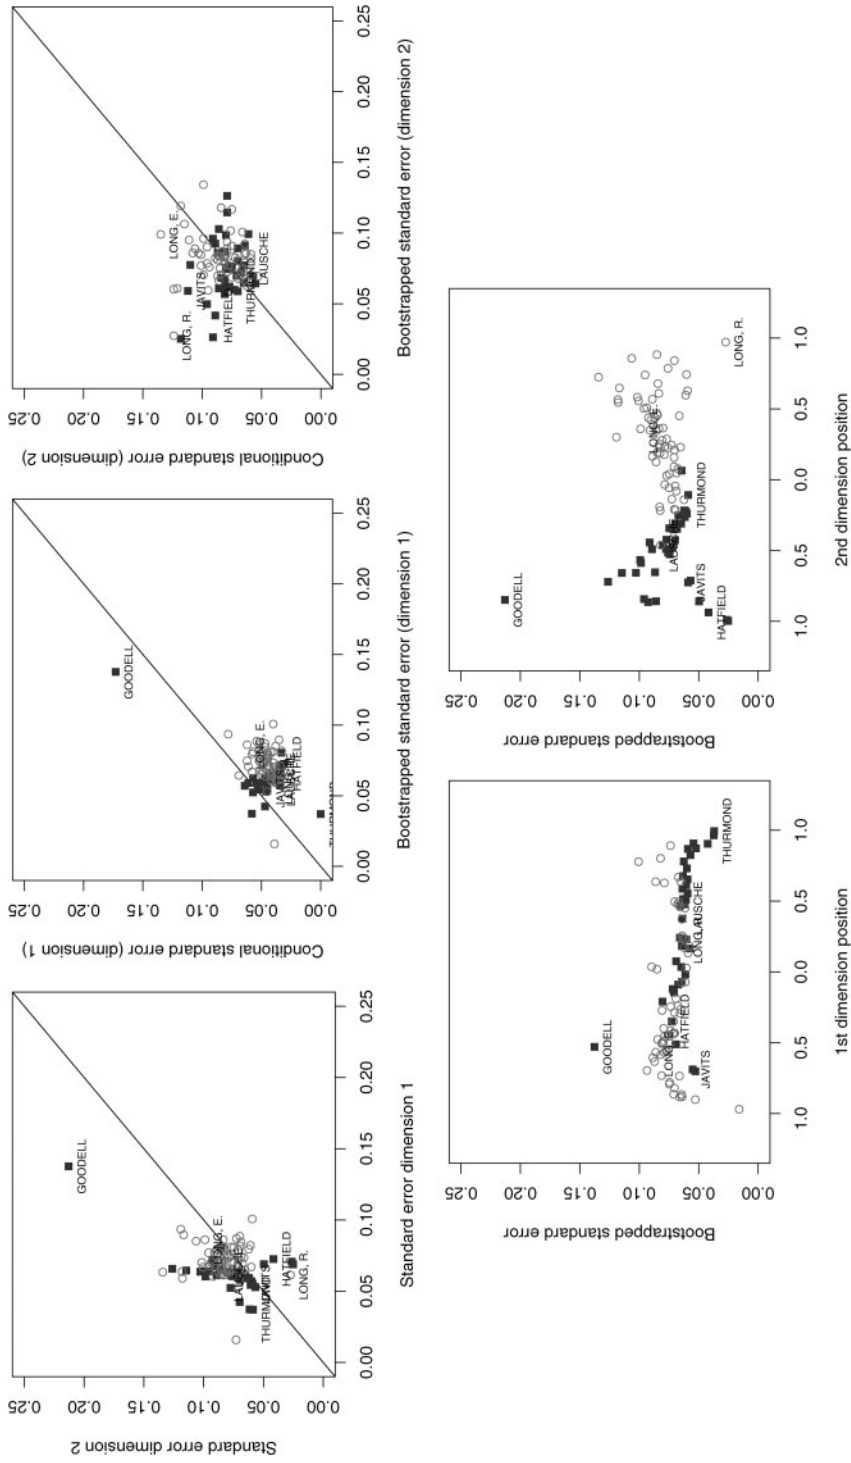 Standard error dimension 2
0.25
0.20
0.15
0.10
0.05
0.00
GOODELL
LONG, E.
LAUSCHE
JAVITS
HATFIELD
THURMOND
LONG, R.
0.00 0.05 0.10 0.15 0.20 0.25
Standard error dimension 1
Conditional standard error (dimension 1)
0.25
0.20
0.15
0.10
0.05
0.00
GOODELL
LONG, E.
JAVITS
LAUSCHE
HATFIELD
THURMOND
0.00 0.05 0.10 0.15 0.20 0.25
Bootstrapped standard error (dimension 1)
Conditional standard error (dimension 2)
0.25
0.20
0.15
0.10
0.05
0.00
LONG, E.
LONG, R.
JAVITS
HATFIELD
THURMOND
LAUSCHE
0.00 0.05 0.10 0.15 0.20 0.25
Bootstrapped standard error (dimension 2)
Bootstrapped standard error
0.25
0.20
0.15
0.10
0.05
0.00
GOODELL
LONG, E.
HATFIELD
JAVITS
LONG, R.
LAUSCHE
THURMOND
1.0 0.5 0.0 0.5 1.0
1st dimension position
Bootstrapped standard error
0.25
0.20
0.15
0.10
0.05
0.00
GOODELL
LONG, E.
LAUSCHE
JAVITS
THURMOND
HATFIELD
LONG, R.
1.0 0.5 0.0 0.5 1.0
2nd dimension position